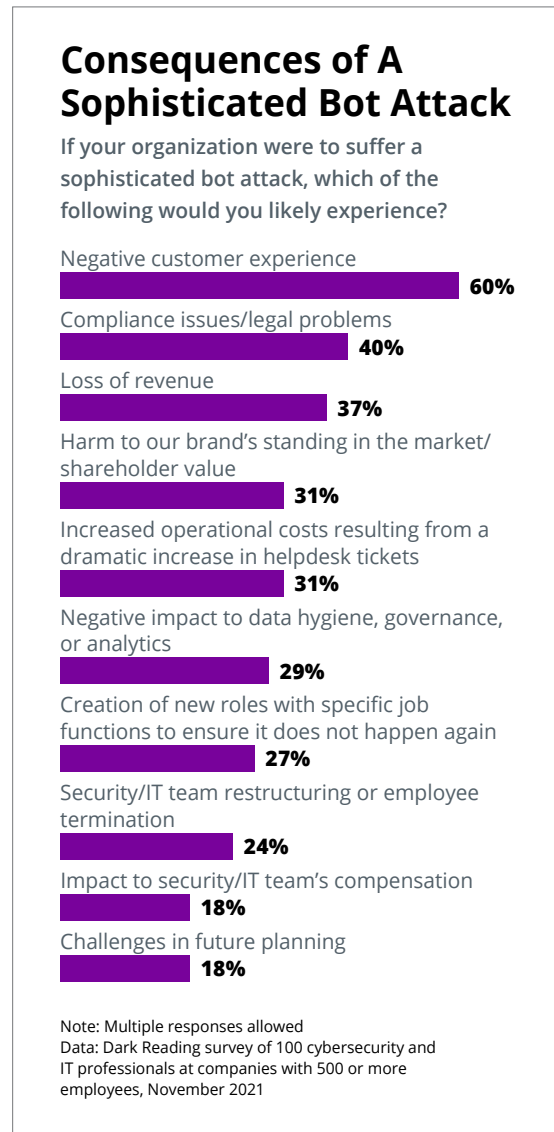 Consequences of A
Sophisticated Bot Attack
If your organization were to suffer a
sophisticated bot attack, which of the
following would you likely experience?
Negative customer experience
60%
Compliance issues/legal problems
40%
Loss of revenue
37%
Harm to our brand’s standing in the market/
shareholder value
31%
Increased operational costs resulting from a
dramatic increase in helpdesk tickets
31%
Negative impact to data hygiene, governance,
or analytics
29%
Creation of new roles with specific job
functions to ensure it does not happen again
27%
Security/IT team restructuring or employee
termination
24%
Impact to security/IT team’s compensation
18%
Challenges in future planning
18%
Note: Multiple responses allowed
Data: Dark Reading survey of 100 cybersecurity and
IT professionals at companies with 500 or more
employees, November 2021